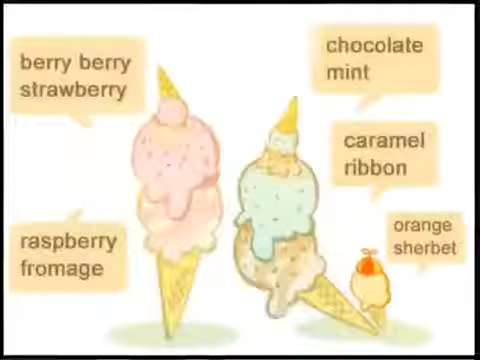 berry berry
strawberry
raspberry
fromage
chocolate
mint
caramel
ribbon
orange
sherbet